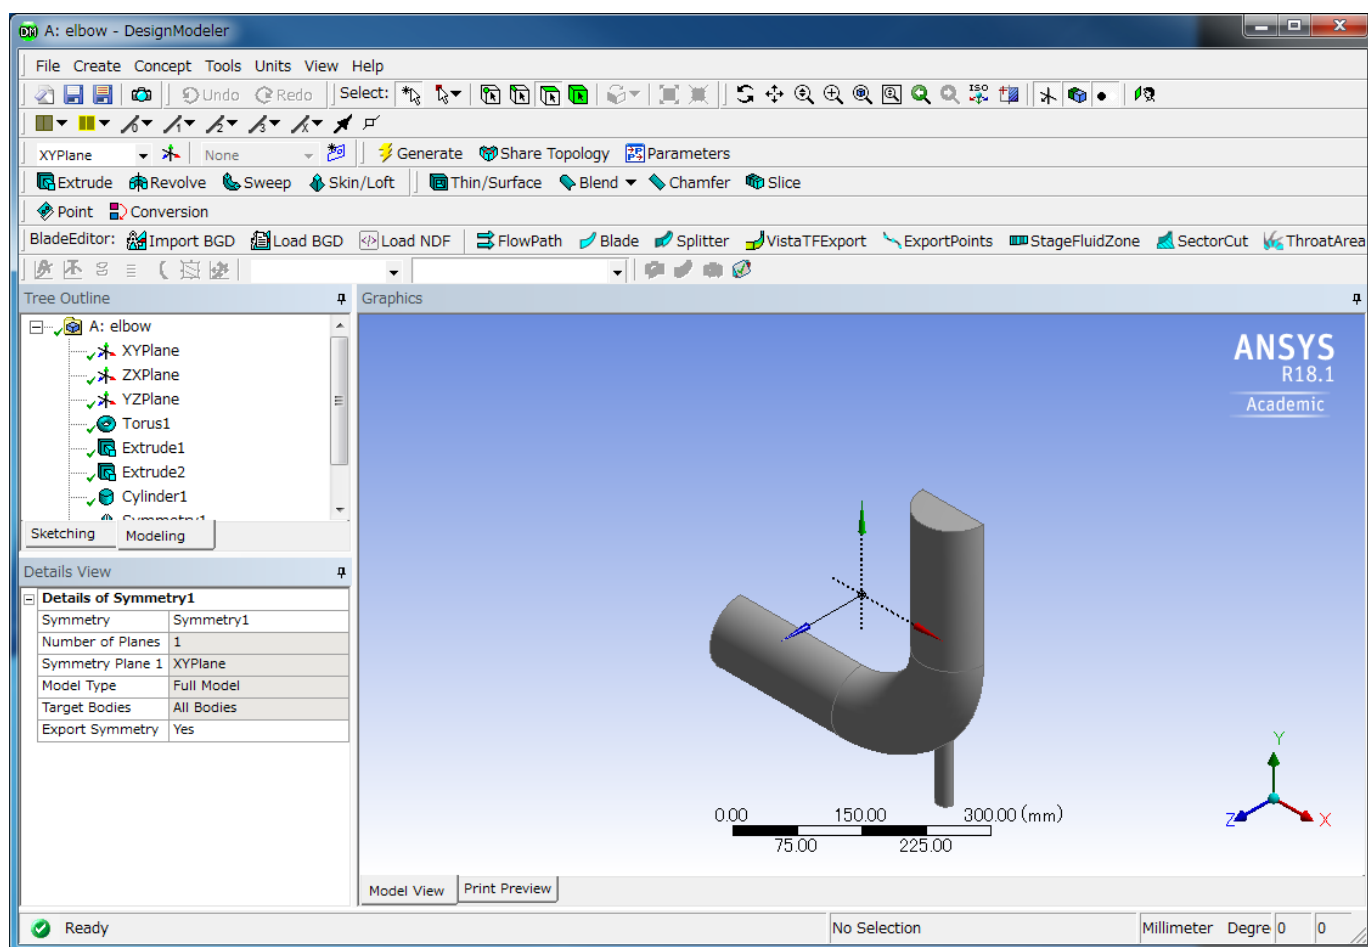 A: elbow - DesignModeler
File Create Concept Tools Units View Help
Undo Redo Select: ISO
XYPlane None Generate Share Topology Parameters
Extrude Revolve Sweep Skin/Loft Thin/Surface Blend Chamfer Slice
Point Conversion
BladeEditor: Import BGD Load BGD Load NDF FlowPath Blade Splitter VistaTFExport ExportPoints StageFluidZone SectorCut ThroatArea
Tree Outline
A: elbow
XYPlane
ZXPlane
YZPlane
Torus1
Extrude1
Extrude2
Cylinder1
Symmetry1
Sketching Modeling
Details View
Details of Symmetry1
Symmetry Symmetry1
Number of Planes 1
Symmetry Plane 1 XYPlane
Model Type Full Model
Target Bodies All Bodies
Export Symmetry Yes
Graphics
ANSYS
R18.1
Academic
Y
Z X
0.00 150.00 300.00 (mm)
75.00 225.00
Model View Print Preview
Ready No Selection Millimeter Degre 0 0